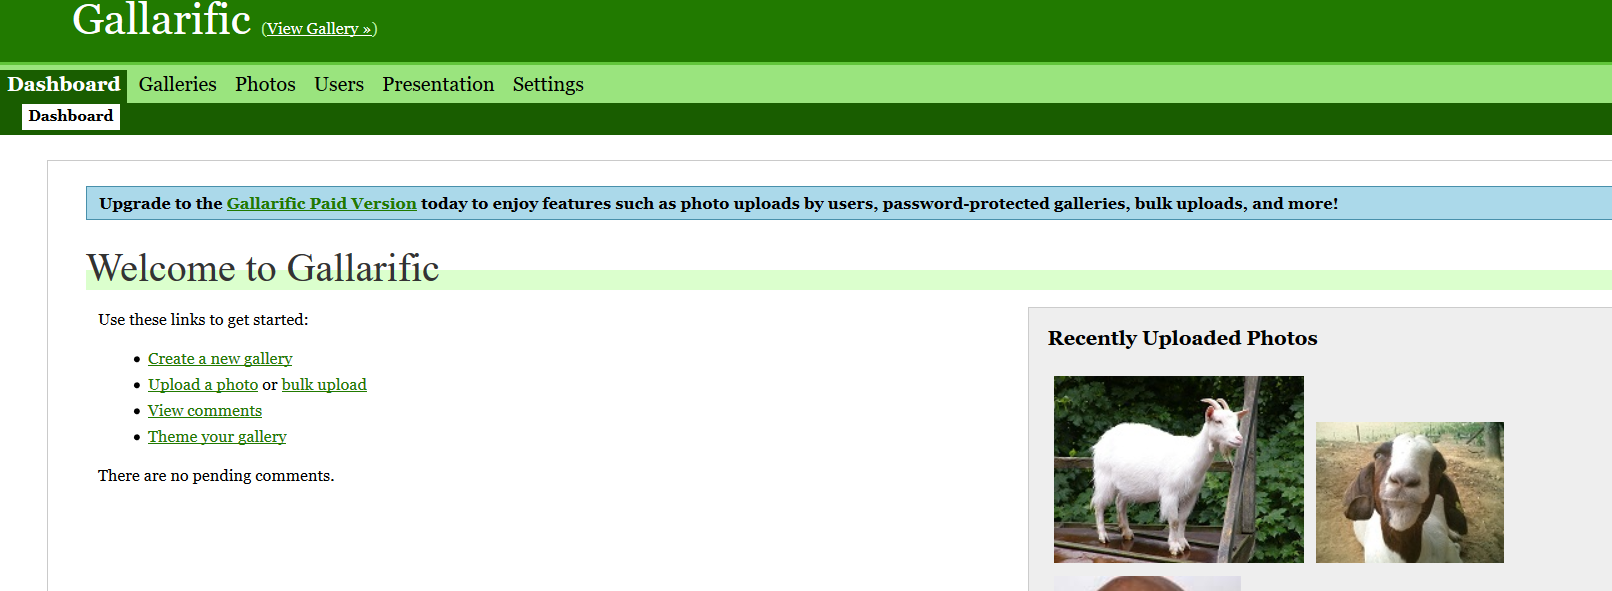 Gallarific (View Gallery »)
Dashboard Galleries Photos Users Presentation Settings
Dashboard
Upgrade to the Gallarific Paid Version today to enjoy features such as photo uploads by users, password-protected galleries, bulk uploads, and more!
Welcome to Gallarific
Use these links to get started:
Create a new gallery
Upload a photo or bulk upload
View comments
Theme your gallery
There are no pending comments.
Recently Uploaded Photos